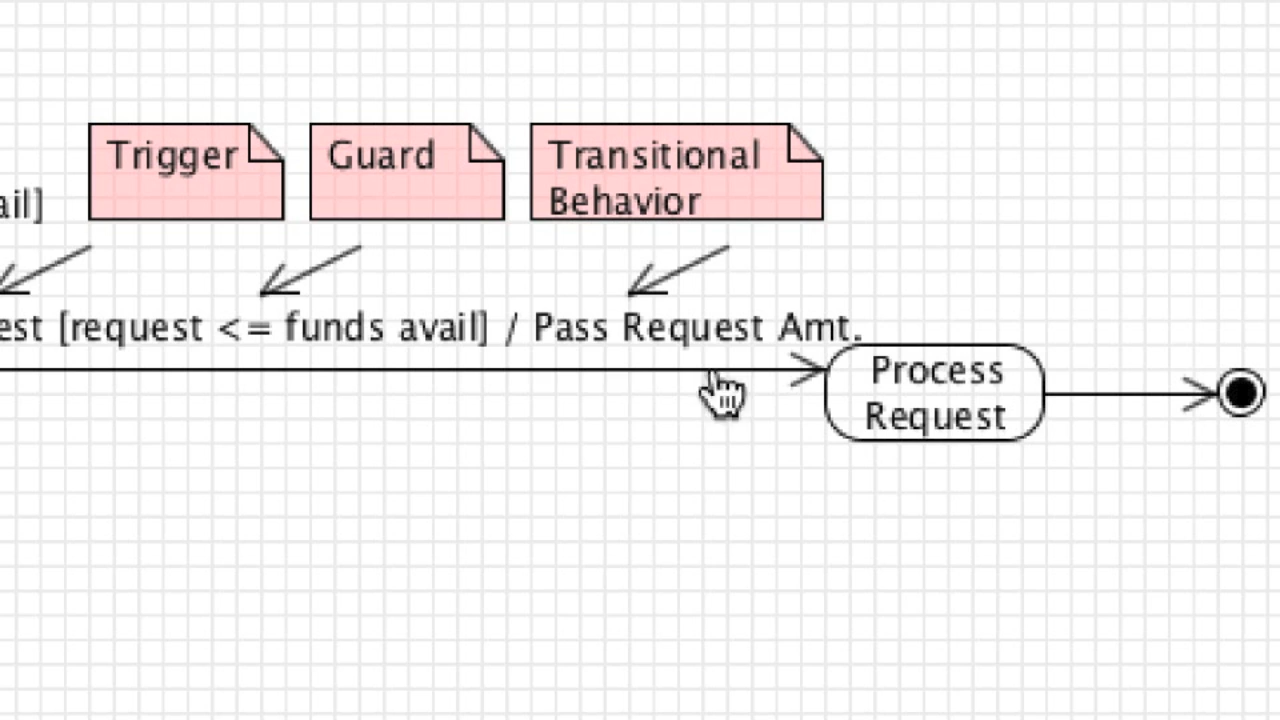 Trigger
Guard
Transitional
Behavior
ail]
est [request <= funds avail] / Pass Request Amt.
Process
Request